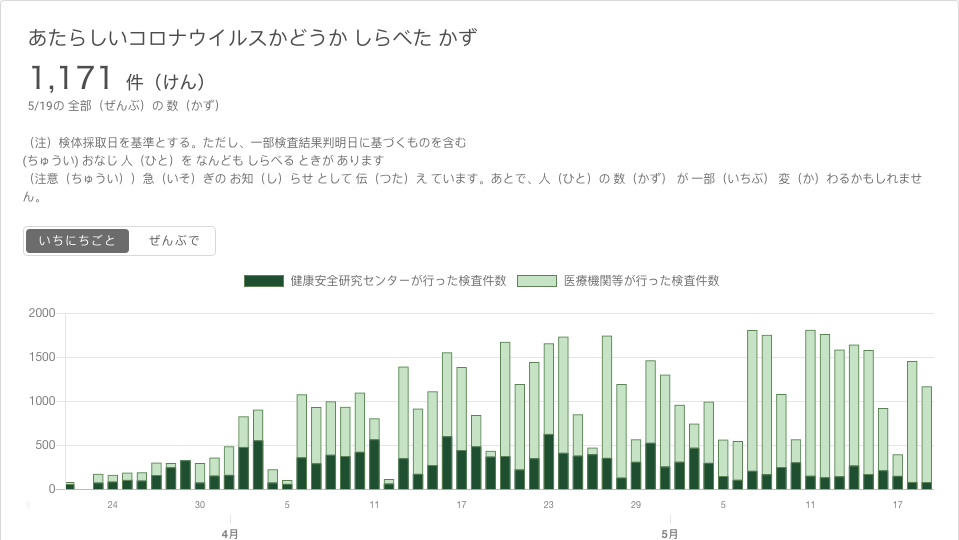 あたらしいコロナウイルスかどうか しらべた かず
1,171 件（けん）
5/19の 全部（ぜんぶ）の 数（かず）
（注）検体採取日を基準とする。ただし、一部検査結果判明日に基づくものを含む
(ちゅうい) おなじ 人（ひと）を なんども しらべる ときが あります
（注意（ちゅうい））急（いそ）ぎの お知（し）らせ として 伝（つた）え ています。あとで、人（ひと）の 数（かず） が 一部（いちぶ） 変（か）わるかもしれませ
ん。
いちにちごと ぜんぶで
健康安全研究センターが行った検査件数 医療機関等が行った検査件数
2000
1500
1000
500
0
24 30 5 11 17 23 29 5 11 17
4月 5月